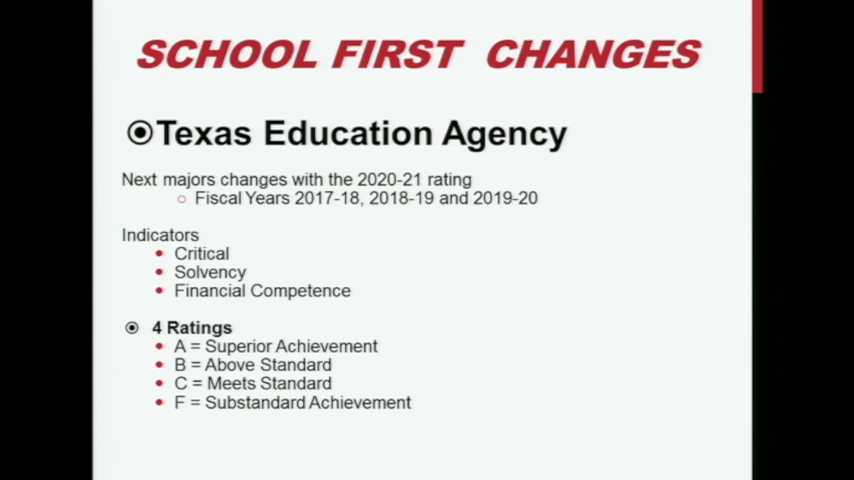 SCHOOL FIRST CHANGES
Texas Education Agency
Next majors changes with the 2020-21 rating
Fiscal Years 2017-18, 2018-19 and 2019-20
Indicators
Critical
Solvency
Financial Competence
4 Ratings
A = Superior Achievement
B = Above Standard
C = Meets Standard
F = Substandard Achievement